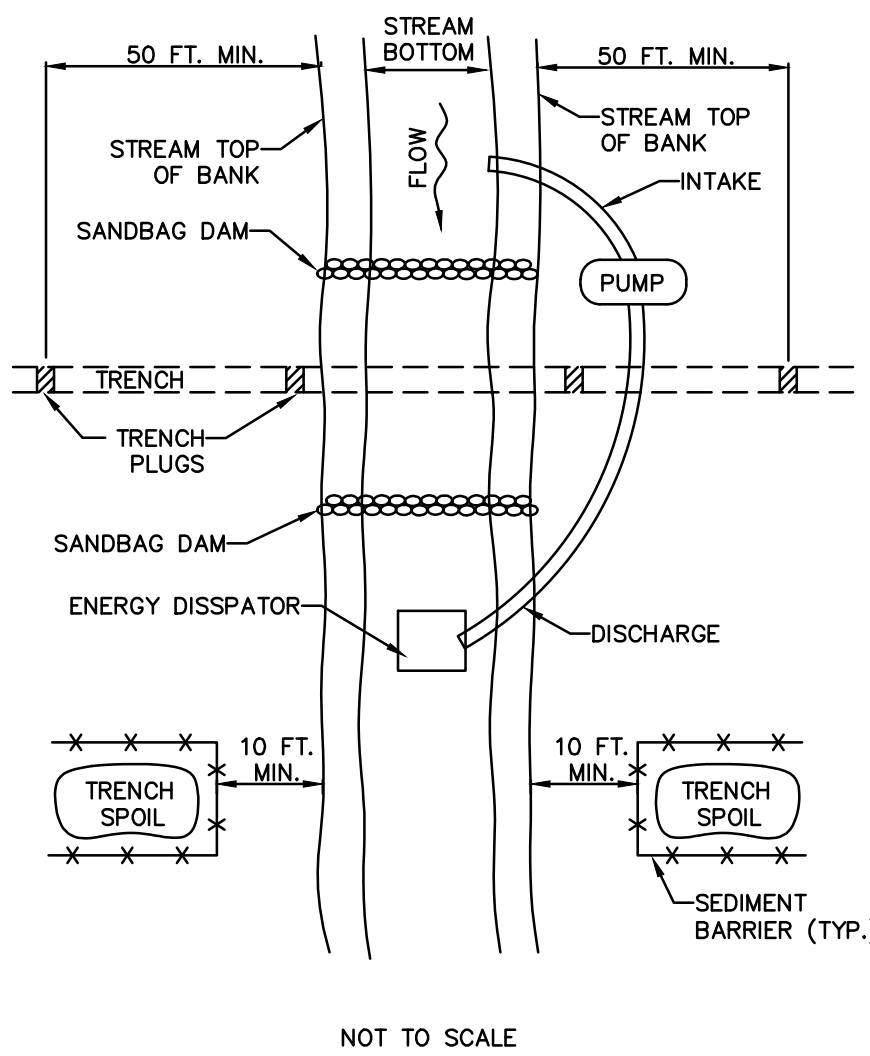 STREAM
BOTTOM
50 FT. MIN.
50 FT. MIN.
STREAM TOP
OF BANK
FLOW
STREAM TOP
OF BANK
INTAKE
SANDBAG DAM
PUMP
TRENCH
TRENCH
PLUGS
SANDBAG DAM
ENERGY DISSPATOR
DISCHARGE
10 FT.
MIN.
10 FT.
MIN.
TRENCH
SPOIL
TRENCH
SPOIL
SEDIMENT
BARRIER (TYP.)
NOT TO SCALE